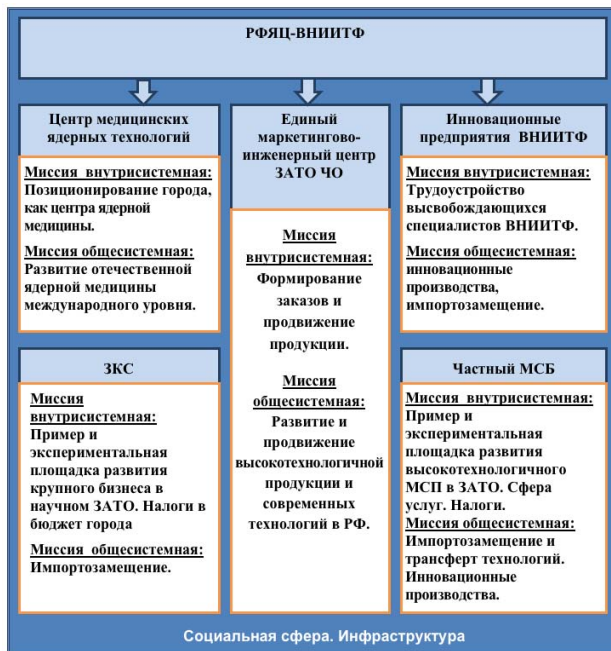 РФЯЦ-ВНИИТФ
Центр медицинских
ядерных технологий
Миссия внутрисистемная:
Позиционирование города,
как центра ядерной
медицины.
Миссия общесистемная:
Развитие отечественной
ядерной медицины
международного уровня.
Единый
маркетингово-
инженерный центр
ЗАТО ЧО
Миссия
внутрисистемная:
Формирование
заказов и
продвижение
продукции.
Миссия
общесистемная:
Развитие и
продвижение
высокотехнологичной
продукции и
современных
технологий в РФ.
Инновационные
предприятия ВНИИТФ
Миссия внутрисистемная:
Трудоустройство
высвобождающихся
специалистов ВНИИТФ.
Миссия общесистемная:
инновационные
производства,
импортозамещение.
ЗКС
Миссия
внутрисистемная:
Пример и
экспериментальная
площадка развития
крупного бизнеса в
научном ЗАТО. Налоги в
бюджет города
Миссия общесистемная:
Импортозамещение.
Частный МСБ
Миссия внутрисистемная:
Пример и
экспериментальная
площадка развития
высокотехнологичного
МСП в ЗАТО. Сфера
услуг. Налоги.
Миссия общесистемная:
Импортозамещение и
трансферт технологий.
Инновационные
производства.
Социальная сфера. Инфраструктура